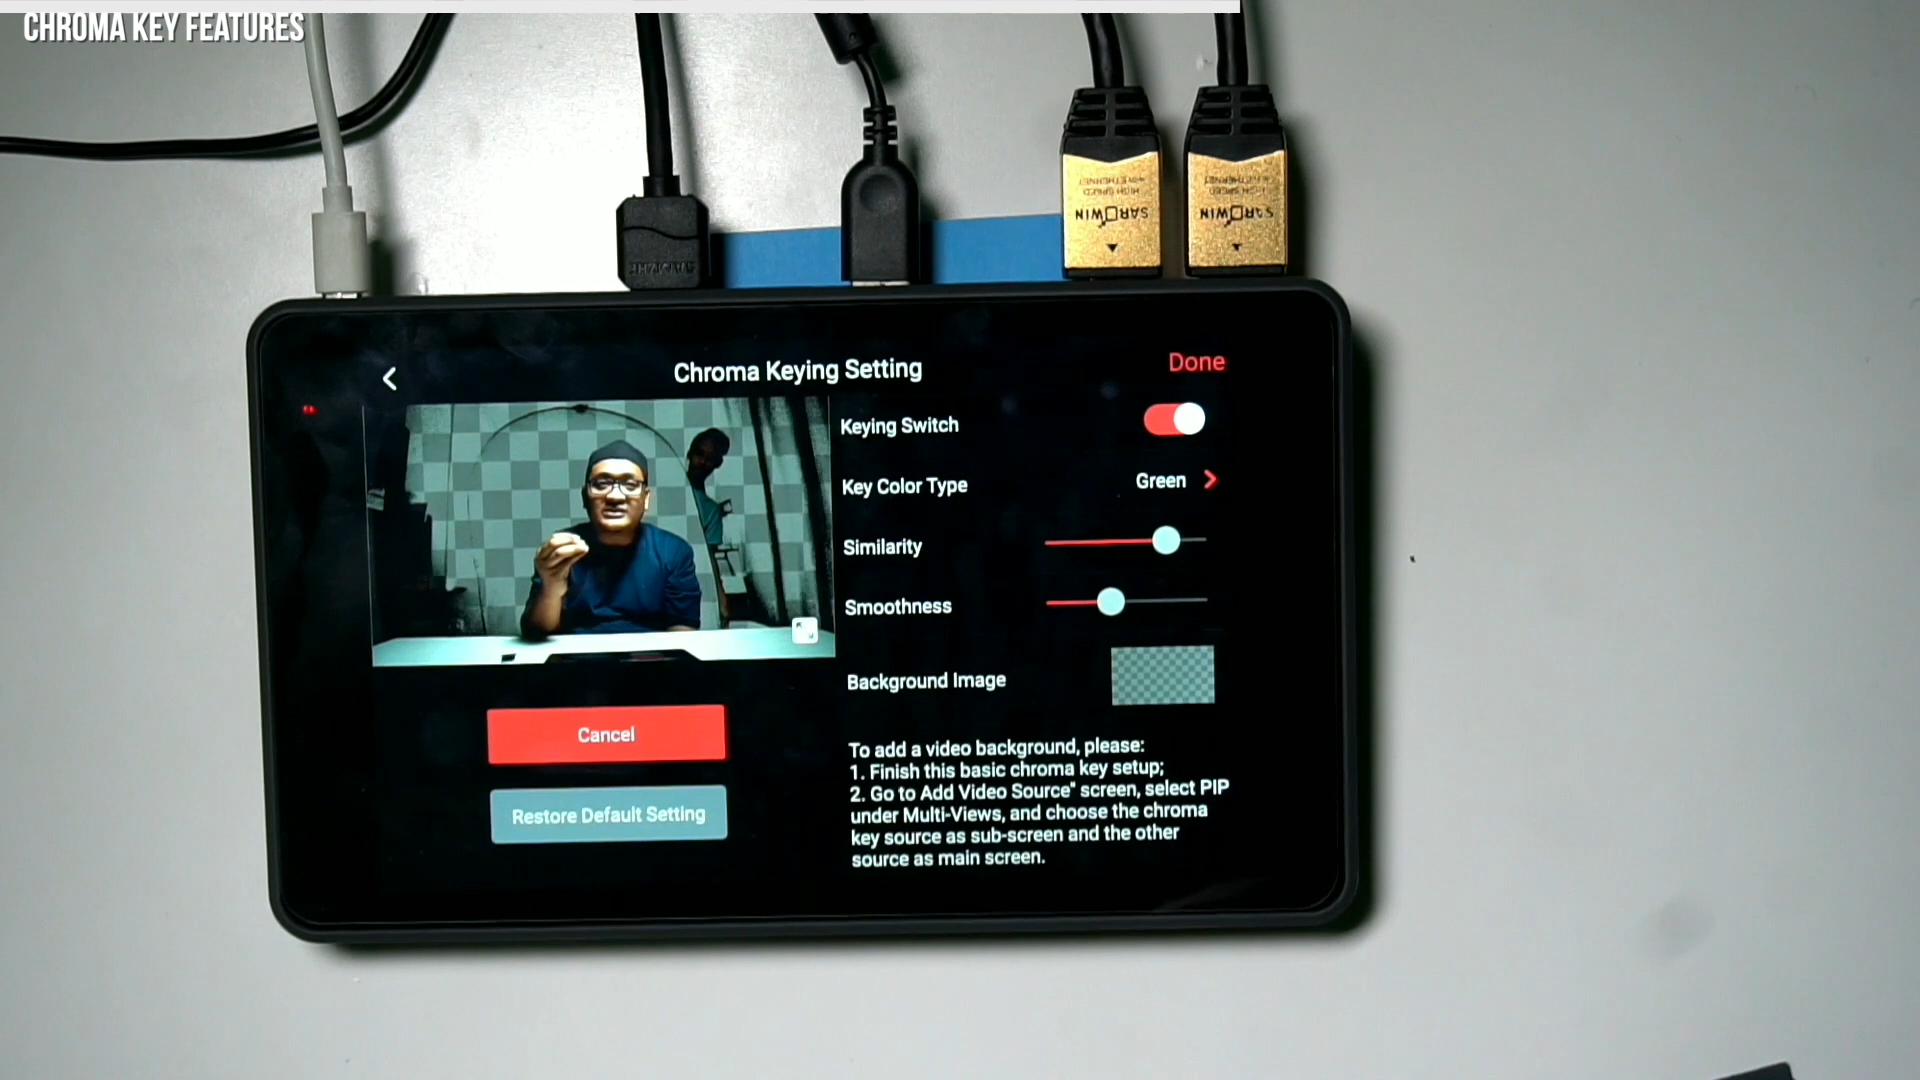 CHROMA KEY FEATURES
HIGH SPEED
SAROWIN
SAROWIN
Chroma Keying Setting
Done
Keying Switch
Key Color Type
Green
Similarity
Smoothness
Background Image
Cancel
Restore Default Setting
To add a video background, please:
1. Finish this basic chroma key setup;
2. Go to Add Video Source" screen, select PIP
under Multi-Views, and choose the chroma
key source as sub-screen and the other
source as main screen.